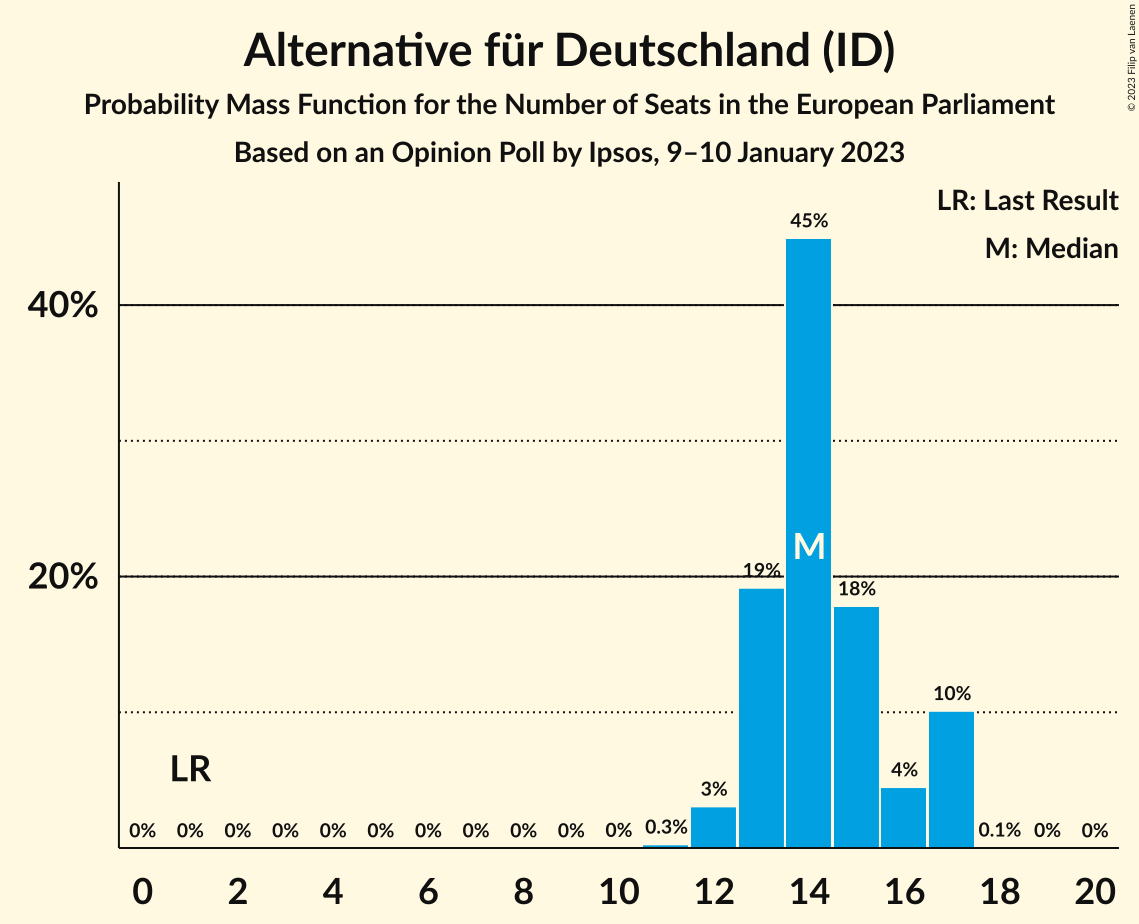 Alternative für Deutschland (ID)
Probability Mass Function for the Number of Seats in the European Parliament
Based on an Opinion Poll by Ipsos, 9–10 January 2023
© 2023 Filip van Laenen
LR: Last Result
M: Median
45%
40%
M
20%
19%
18%
10%
LR
4%
3%
0% 0% 0% 0% 0% 0% 0% 0% 0% 0% 0% 0.3% 0.1% 0% 0%
0 2 4 6 8 10 12 14 16 18 20